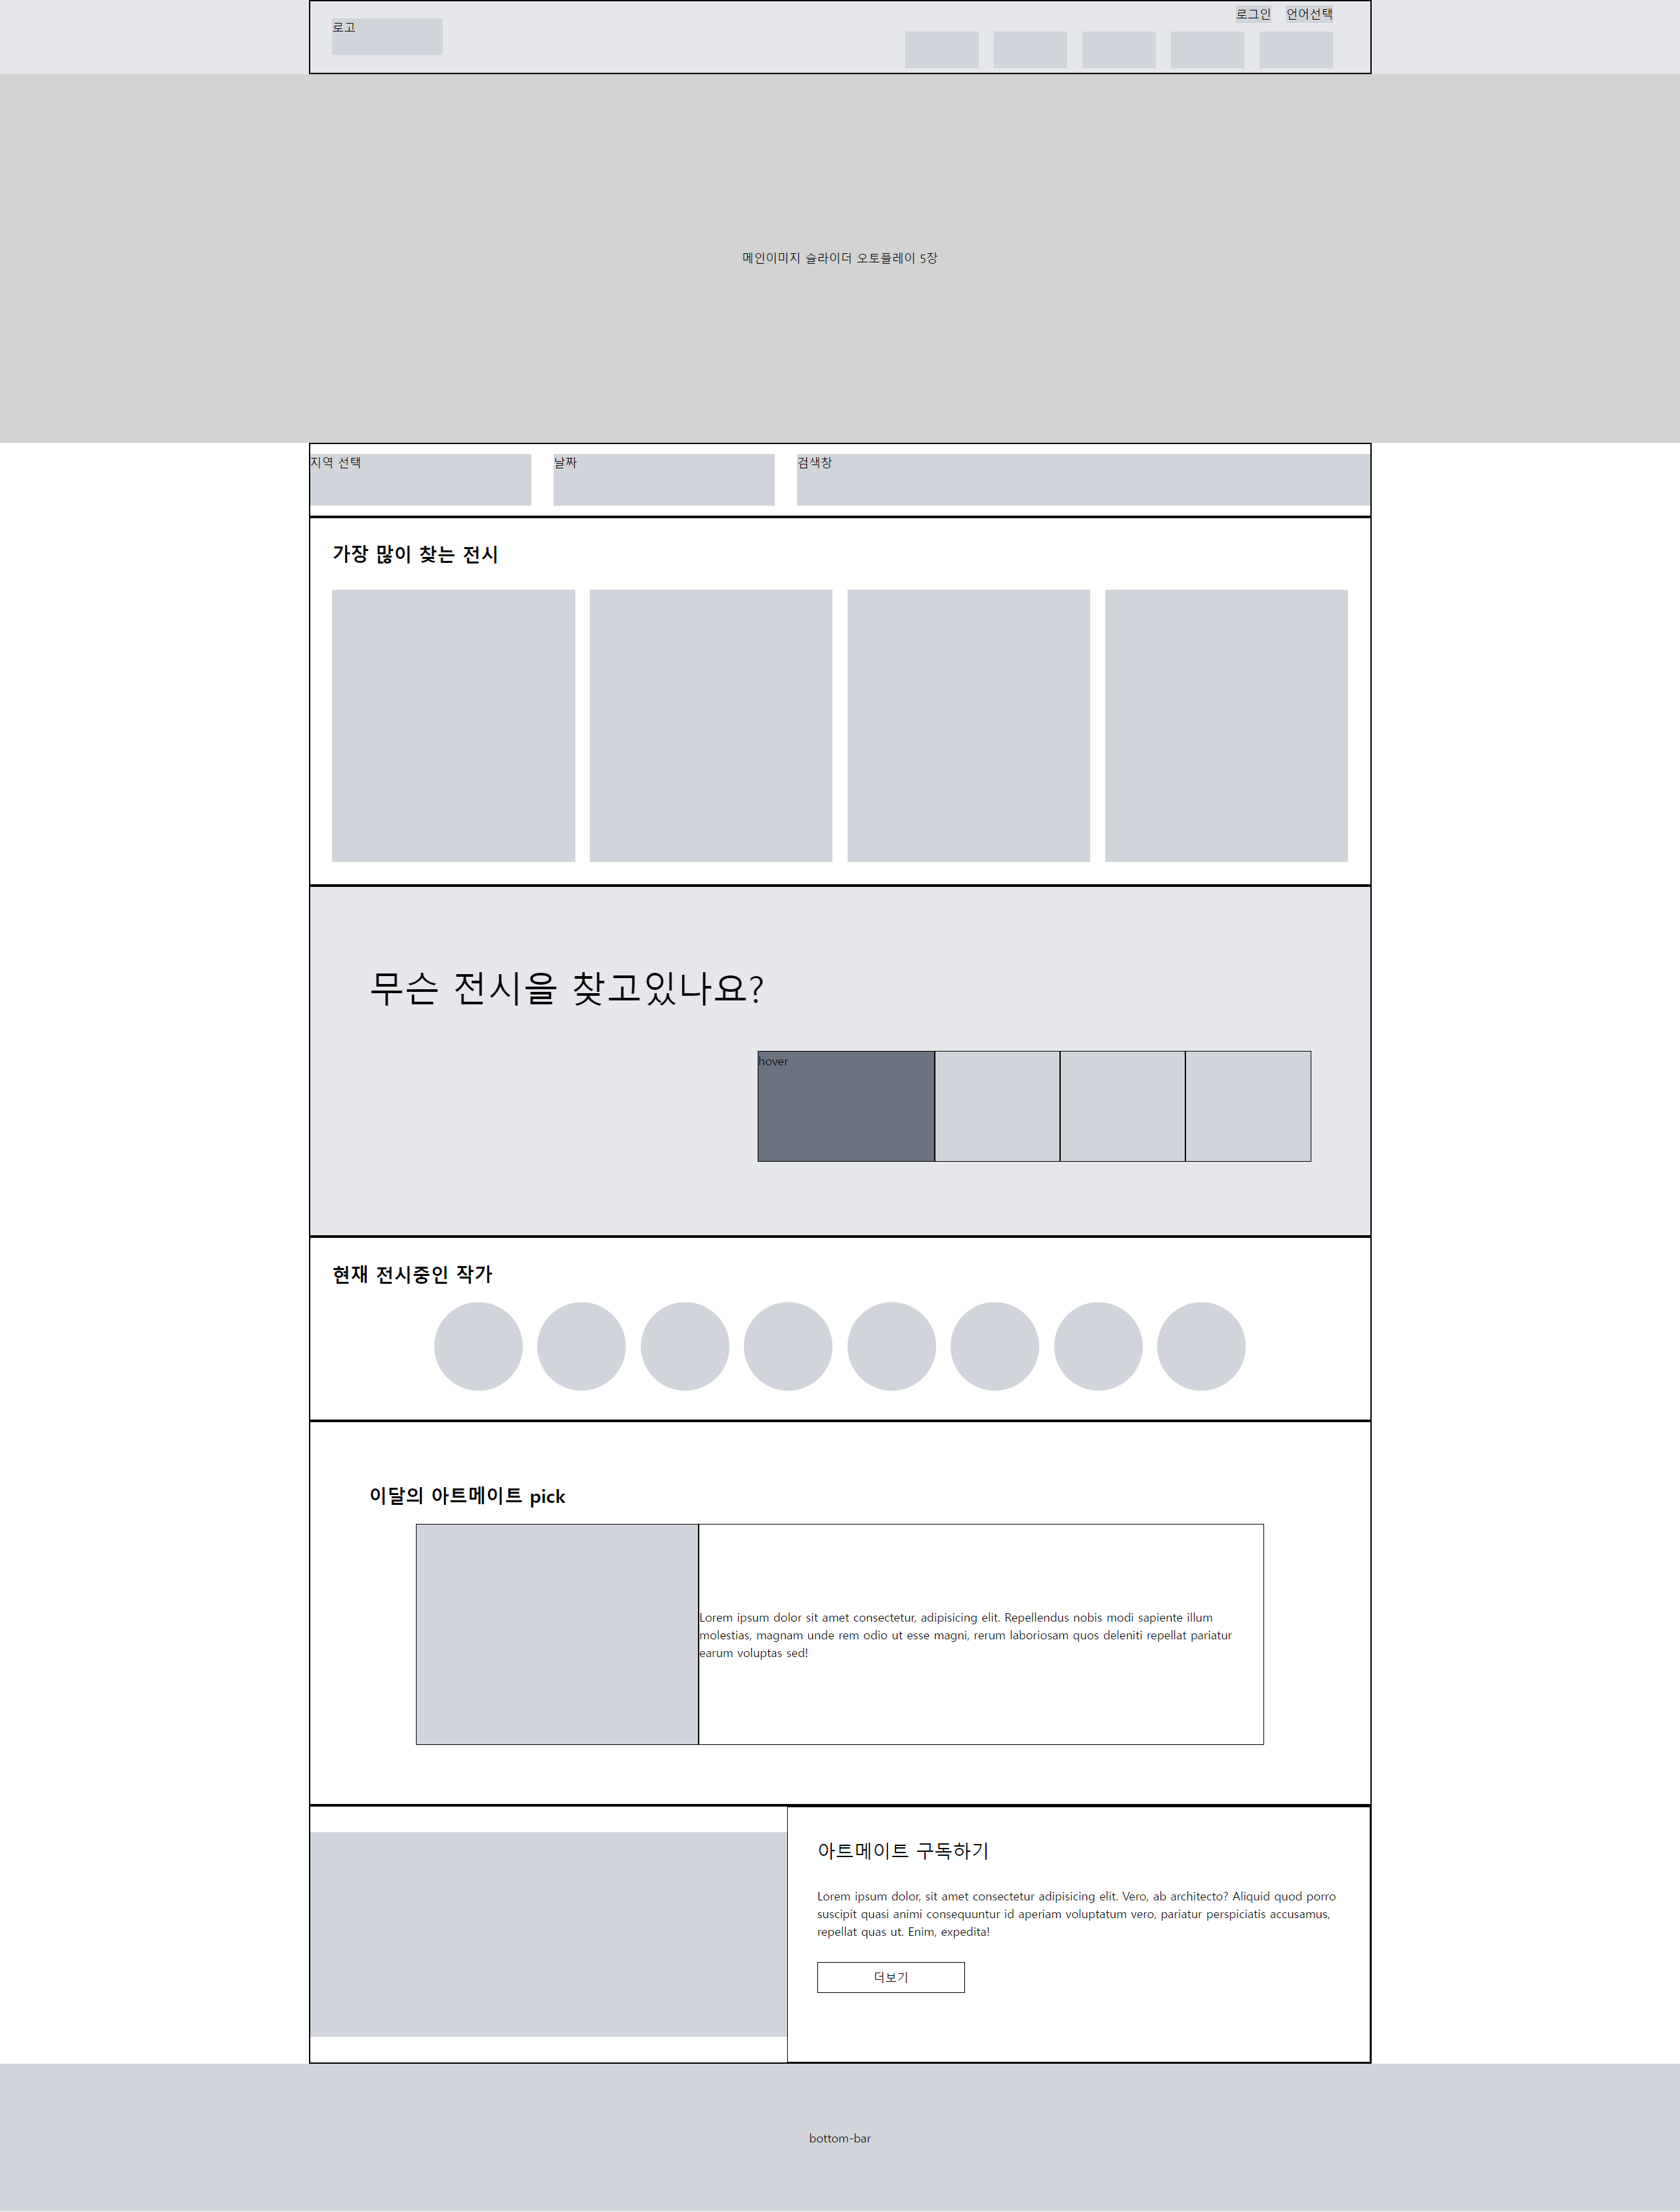 로고
로그인
언어선택
메인이미지 슬라이더 오토플레이 5장
지역 선택
날짜
검색창
가장 많이 찾는 전시
무슨 전시을 찾고있나요?
hover
현재 전시중인 작가
이달의 아트메이트 pick
Lorem ipsum dolor sit amet consectetur, adipisicing elit. Repellendus nobis modi sapiente illum
molestias, magnam unde rem odio ut esse magni, rerum laboriosam quos deleniti repellat pariatur
earum voluptas sed!
아트메이트 구독하기
Lorem ipsum dolor, sit amet consectetur adipisicing elit. Vero, ab architecto? Aliquid quod porro
suscipit quasi animi consequuntur id aperiam voluptatum vero, pariatur perspiciatis accusamus,
repellat quas ut. Enim, expedita!
더보기
bottom-bar